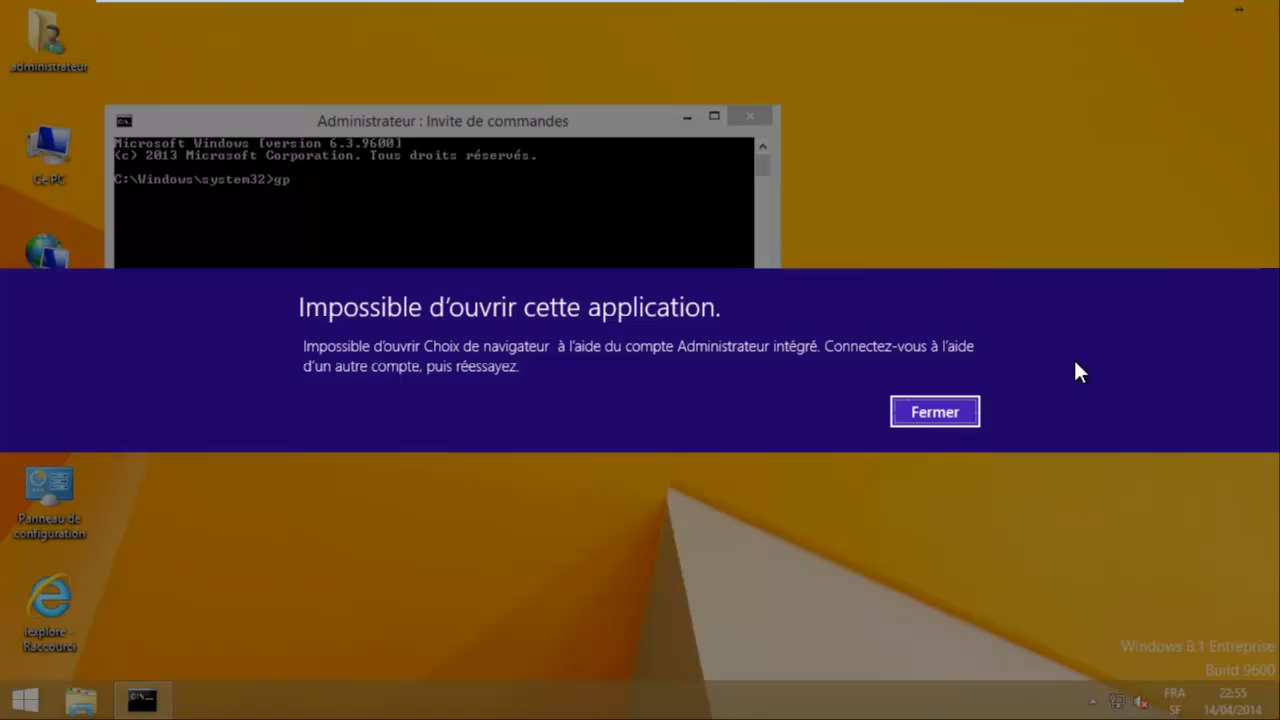 administrateur
Administrateur : Invite de commandes
Microsoft Windows [version 6.3.9600]
(c) 2013 Microsoft Corporation. Tous droits réservés.
C:\Windows\system32>gp
Ce PC
Impossible d'ouvrir cette application.
Impossible d'ouvrir Choix de navigateur à l'aide du compte Administrateur intégré. Connectez-vous à l'aide
d'un autre compte, puis réessayez.
Fermer
Panneau de
configuration
iexplore -
Raccourci
Windows 8.1 Entreprise
Build 9600
FRA
SF
22:55
14/04/2014